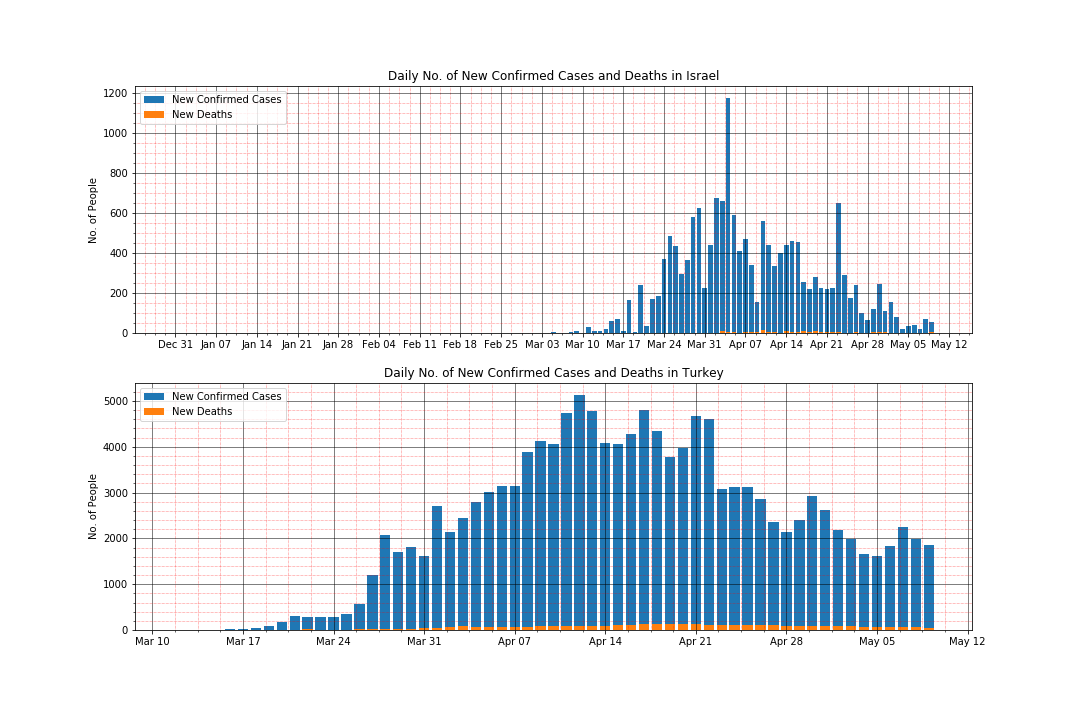 Daily No. of New Confirmed Cases and Deaths in Israel
1200
1000
800
600
400
200
0
No. of People
New Confirmed Cases
New Deaths
Dec 31 Jan 07 Jan 14 Jan 21 Jan 28 Feb 04 Feb 11 Feb 18 Feb 25 Mar 03 Mar 10 Mar 17 Mar 24 Mar 31 Apr 07 Apr 14 Apr 21 Apr 28 May 05 May 12
Daily No. of New Confirmed Cases and Deaths in Turkey
5000
4000
3000
2000
1000
0
No. of People
New Confirmed Cases
New Deaths
Mar 10 Mar 17 Mar 24 Mar 31 Apr 07 Apr 14 Apr 21 Apr 28 May 05 May 12